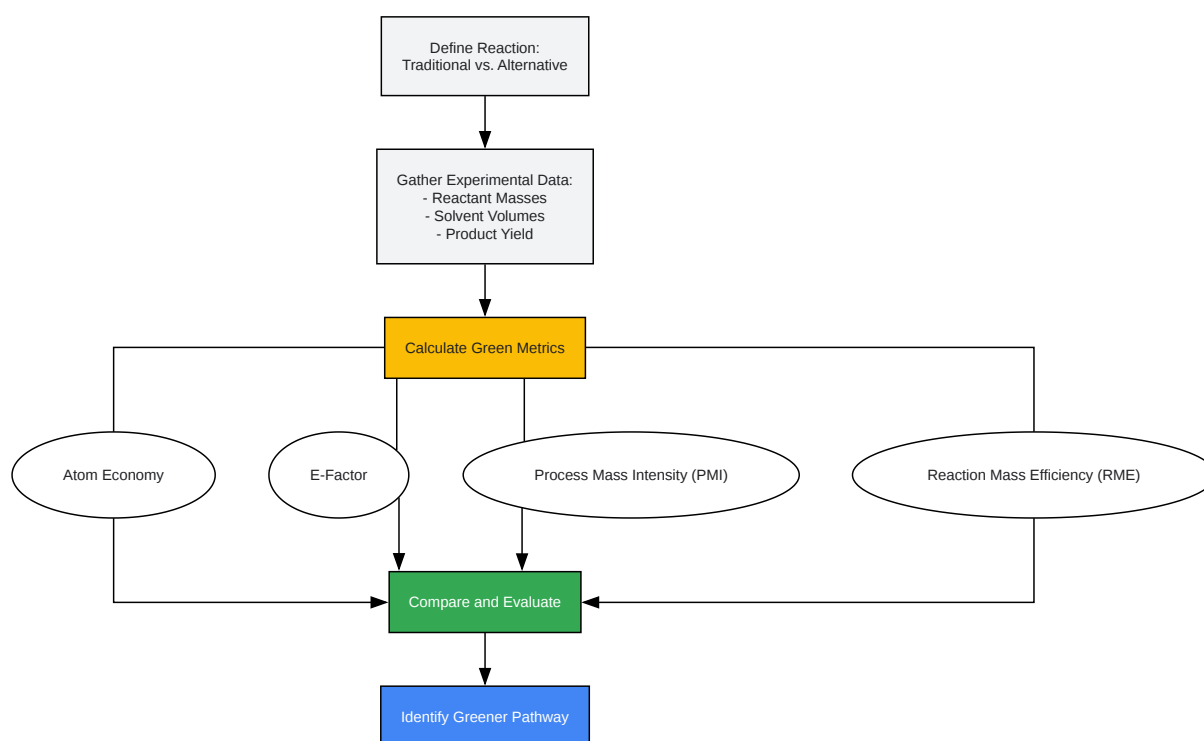 Define Reaction:
Traditional vs. Alternative
Gather Experimental Data:
- Reactant Masses
- Solvent Volumes
- Product Yield
Calculate Green Metrics
Atom Economy
E-Factor
Process Mass Intensity (PMI)
Reaction Mass Efficiency (RME)
Compare and Evaluate
Identify Greener Pathway